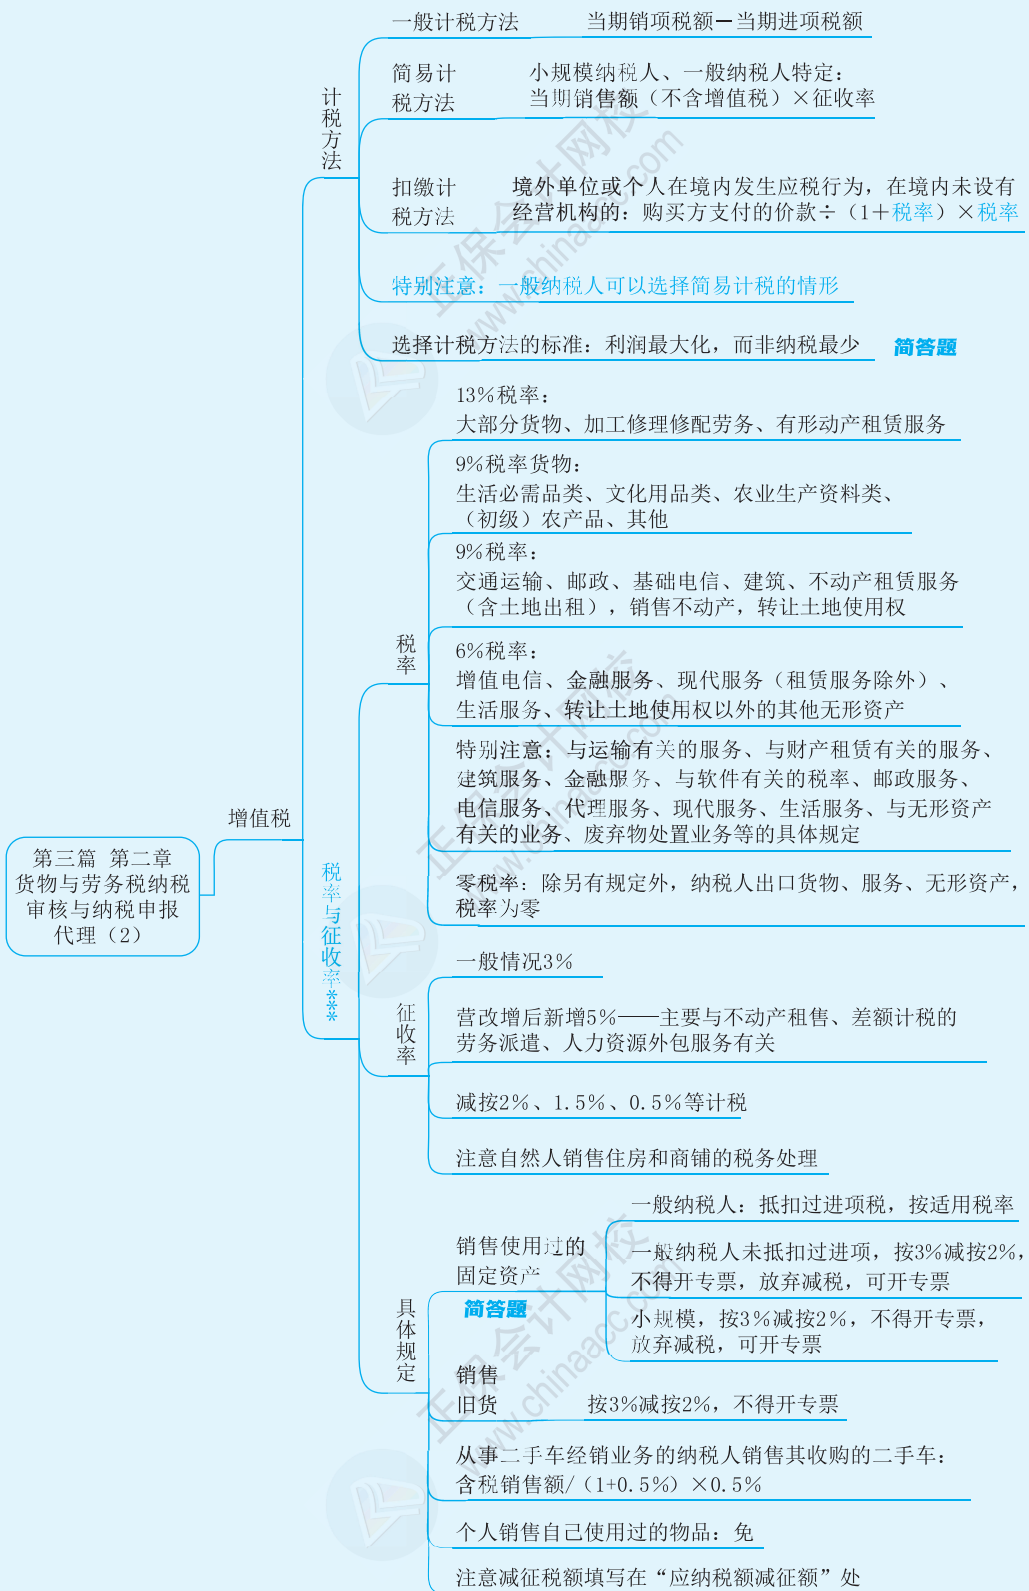 第三篇 第二章
货物与劳务税纳税
审核与纳税申报
代理（2）
增值税
计税方法
一般计税方法
当期销项税额－当期进项税额
简易计
税方法
小规模纳税人、一般纳税人特定：
当期销售额（不含增值税）×征收率
扣缴计
税方法
境外单位或个人在境内发生应税行为，在境内未设有
经营机构的：购买方支付的价款÷（1＋税率）×税率
特别注意：一般纳税人可以选择简易计税的情形
选择计税方法的标准：利润最大化，而非纳税最少
简答题
税率与征收率***
税率
13%税率：
大部分货物、加工修理修配劳务、有形动产租赁服务
9%税率货物：
生活必需品类、文化用品类、农业生产资料类、
（初级）农产品、其他
9%税率：
交通运输、邮政、基础电信、建筑、不动产租赁服务
（含土地出租），销售不动产，转让土地使用权
6%税率：
增值电信、金融服务、现代服务（租赁服务除外）、
生活服务、转让土地使用权以外的其他无形资产
特别注意：与运输有关的服务、与财产租赁有关的服务、
建筑服务、金融服务、与软件有关的税率、邮政服务、
电信服务、代理服务、现代服务、生活服务、与无形资产
有关的业务、废弃物处置业务等的具体规定
零税率：除另有规定外，纳税人出口货物、服务、无形资产，
税率为零
征收率
一般情况3%
营改增后新增5%——主要与不动产租售、差额计税的
劳务派遣、人力资源外包服务有关
减按2%、1.5%、0.5%等计税
注意自然人销售住房和商铺的税务处理
具体规定
销售使用过的
固定资产
简答题
一般纳税人：抵扣过进项税，按适用税率
一般纳税人未抵扣过进项，按3%减按2%，
不得开专票，放弃减税，可开专票
小规模，按3%减按2%，不得开专票，
放弃减税，可开专票
销售
旧货
按3%减按2%，不得开专票
从事二手车经销业务的纳税人销售其收购的二手车：
含税销售额/（1+0.5%）×0.5%
个人销售自己使用过的物品：免
注意减征税额填写在“应纳税额减征额”处
正保会计网校
www.chinaacc.com
正保会计网校
www.chinaacc.com
正保会计网校
www.chinaacc.com